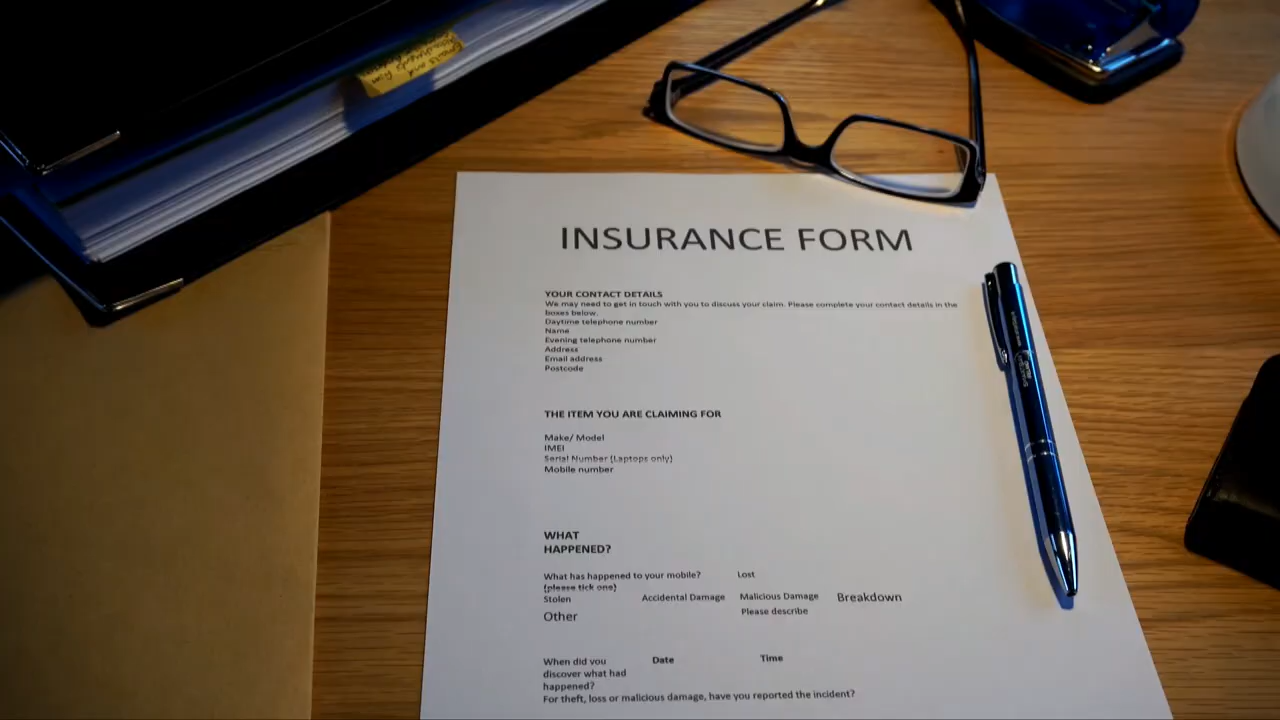 Emails and
INSURANCE FORM
YOUR CONTACT DETAILS
We may need to get in touch with you to discuss your claim. Please complete your contact details in the
boxes below.
Daytime telephone number
Name
Evening telephone number
Address
Email address
Postcode
THE ITEM YOU ARE CLAIMING FOR
Make/ Model
IMEI
Serial Number (Laptops only)
Mobile number
WHAT
HAPPENED?
What has happened to your mobile? Lost
(please tick one)
Stolen Accidental Damage Malicious Damage Breakdown
Other Please describe
When did you Date Time
discover what had
happened?
For theft, loss or malicious damage, have you reported the incident?